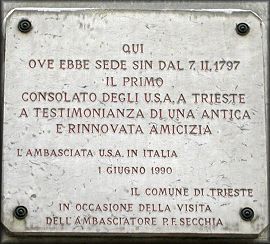 QUI
OVE EBBE SEDE SIN DAL 7.II.1797
IL PRIMO
CONSOLATO DEGLI U.S.A. A TRIESTE
A TESTIMONIANZA DI UNA ANTICA
E RINNOVATA AMICIZIA
L'AMBASCIATA U.S.A. IN ITALIA
1 GIUGNO 1990
IL COMUNE DI TRIESTE
IN OCCASIONE DELLA VISITA
DELL'AMBASCIATORE P.F. SECCHIA